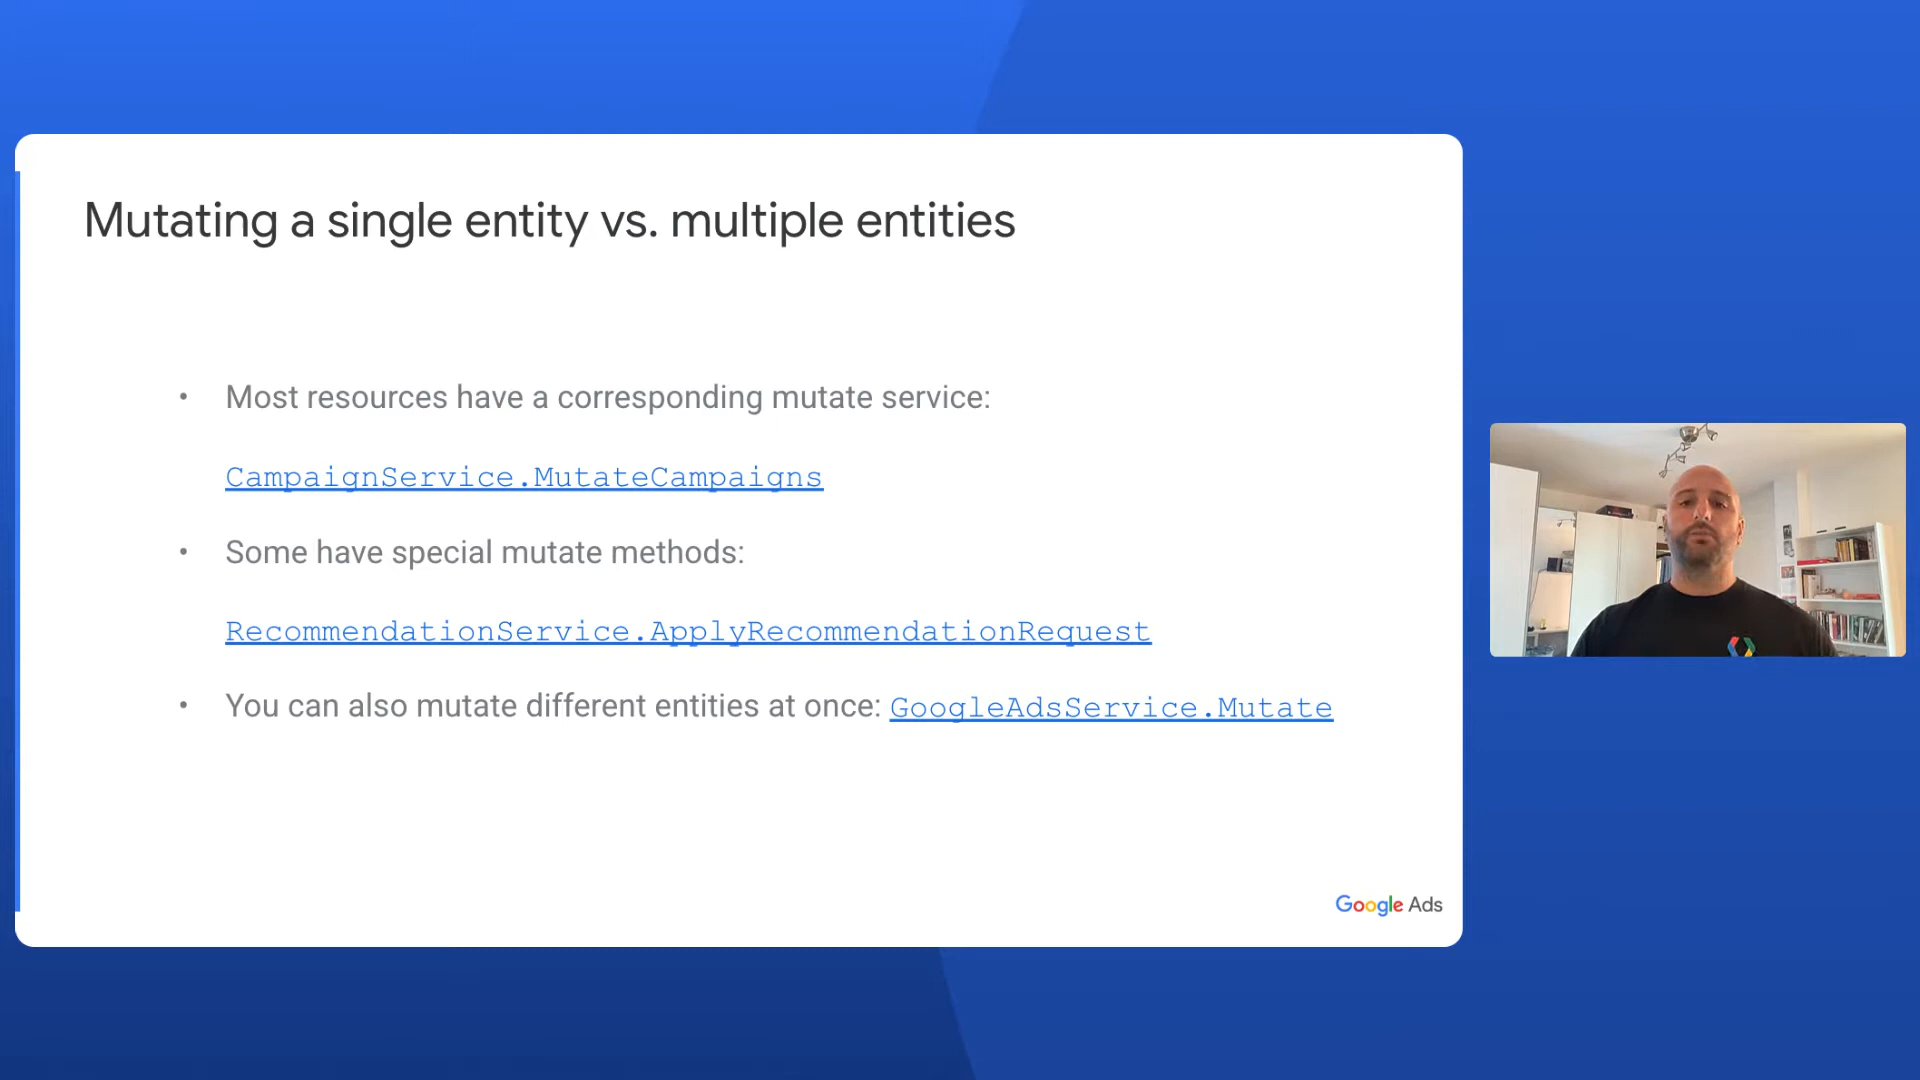 Mutating a single entity vs. multiple entities
• Most resources have a corresponding mutate service:
CampaignService.MutateCampaigns
• Some have special mutate methods:
RecommendationService.ApplyRecommendationRequest
• You can also mutate different entities at once: GoogleAdsService.Mutate
Google Ads